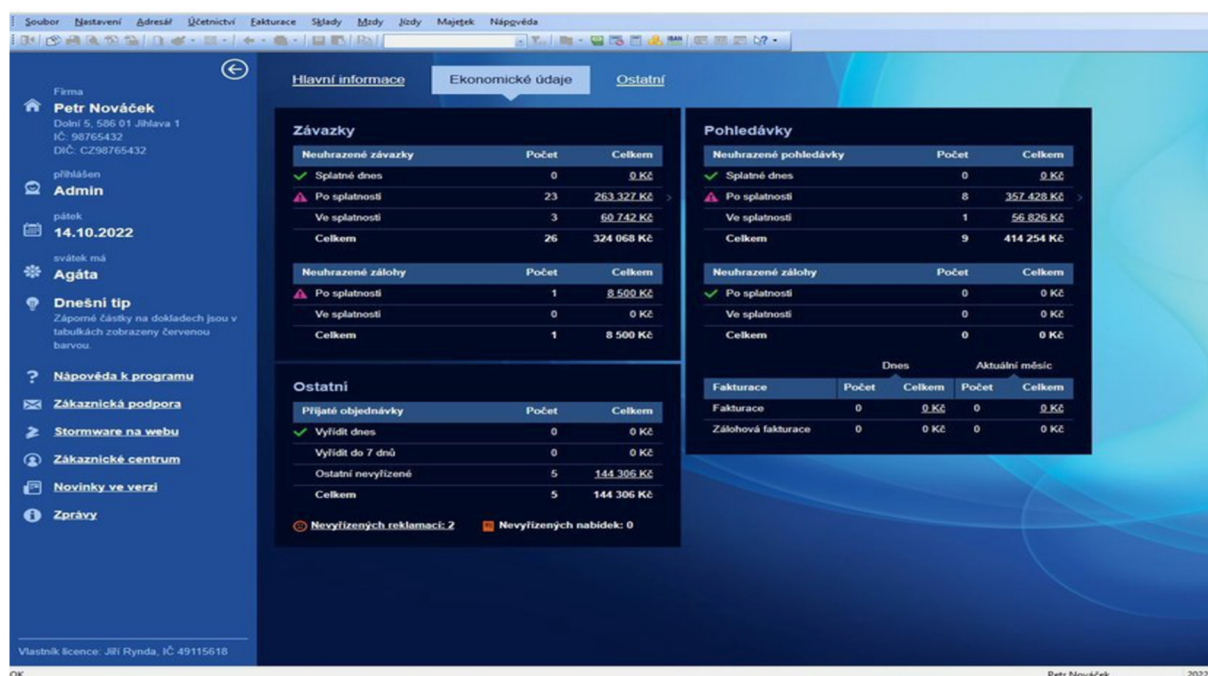 Soubor Nastavení Adresář Účetnictví Fakturace Sklady Mzdy Jízdy Majetek Nápověda
IBAN
Firma
Petr Nováček
Dolní 5, 586 01 Jihlava 1
IČ: 98765432
DIČ: CZ98765432
přihlášen
Admin
pátek
14.10.2022
svátek má
Agáta
Dnešní tip
Záporné částky na dokladech jsou v
tabulkách zobrazeny červenou
barvou.
Nápověda k programu
Zákaznická podpora
Stormware na webu
Zákaznické centrum
Novinky ve verzi
Zprávy
Vlastník licence: Jiří Rynda, IČ 49115618
Hlavní informace Ekonomické údaje Ostatní
Závazky
Neuhrazené závazky Počet Celkem
Splatné dnes 0 0 Kč
Po splatnosti 23 263 327 Kč
Ve splatnosti 3 60 742 Kč
Celkem 26 324 068 Kč
Neuhrazené zálohy Počet Celkem
Po splatnosti 1 8 500 Kč
Ve splatnosti 0 0 Kč
Celkem 1 8 500 Kč
Ostatní
Přijaté objednávky Počet Celkem
Vyřídit dnes 0 0 Kč
Vyřídit do 7 dnů 0 0 Kč
Ostatní nevyřízené 5 144 306 Kč
Celkem 5 144 306 Kč
Nevyřízených reklamací: 2 Nevyřízených nabídek: 0
Pohledávky
Neuhrazené pohledávky Počet Celkem
Splatné dnes 0 0 Kč
Po splatnosti 8 357 428 Kč
Ve splatnosti 1 56 826 Kč
Celkem 9 414 254 Kč
Neuhrazené zálohy Počet Celkem
Po splatnosti 0 0 Kč
Ve splatnosti 0 0 Kč
Celkem 0 0 Kč
Dnes Aktuální měsíc
Fakturace Počet Celkem Počet Celkem
Fakturace 0 0 Kč 0 0 Kč
Zálohová fakturace 0 0 Kč 0 0 Kč
OK Petr Nováček 2022